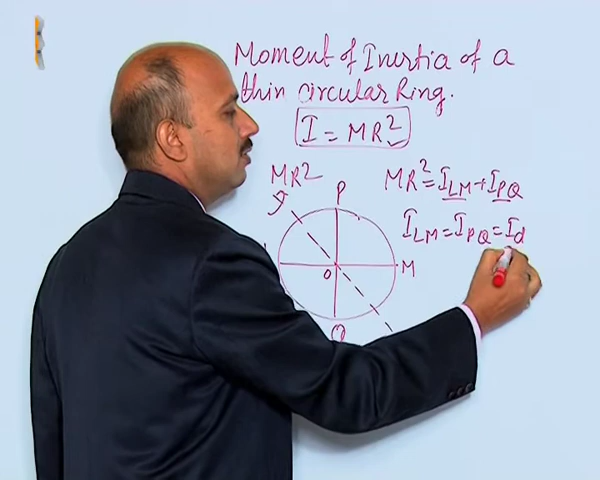 Moment of Inertia of a
thin circular Ring.
I = MR²
MR²
MR² = I_LM + I_PQ
P
I_LM = I_PQ = I_d
O
M
Q